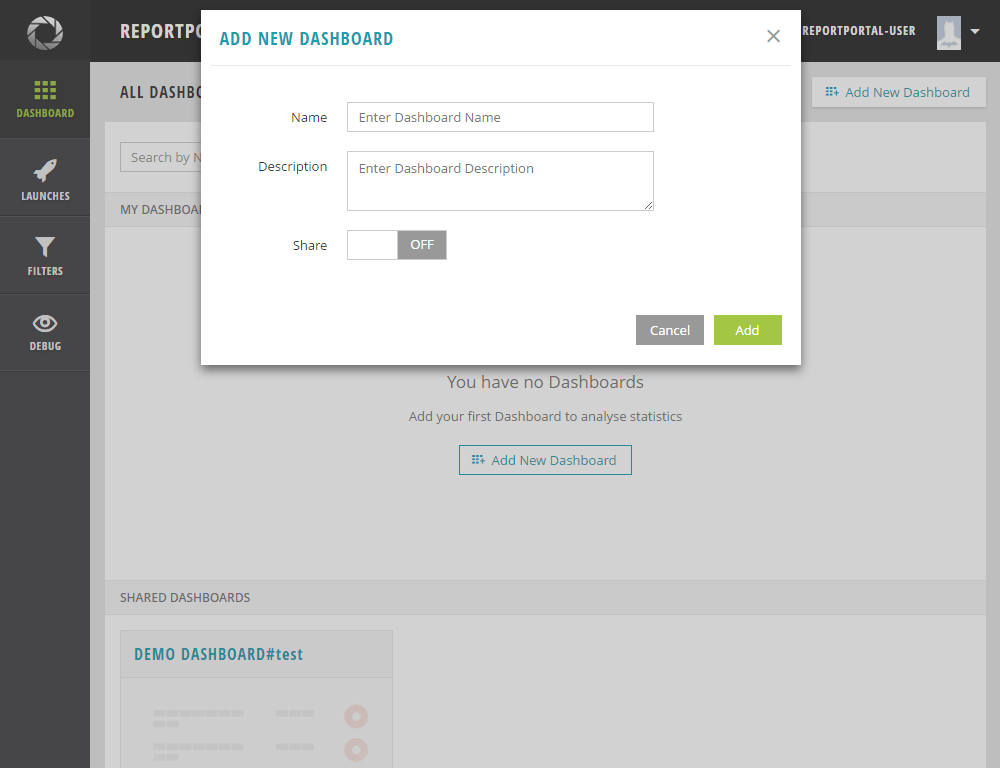 REPORTPO
ADD NEW DASHBOARD
REPORTPORTAL-USER
DASHBOARD
LAUNCHES
FILTERS
DEBUG
ALL DASHBO
Add New Dashboard
Search by N
MY DASHBOA
Name
Enter Dashboard Name
Description
Enter Dashboard Description
Share
OFF
Cancel
Add
You have no Dashboards
Add your first Dashboard to analyse statistics
Add New Dashboard
SHARED DASHBOARDS
DEMO DASHBOARD#test